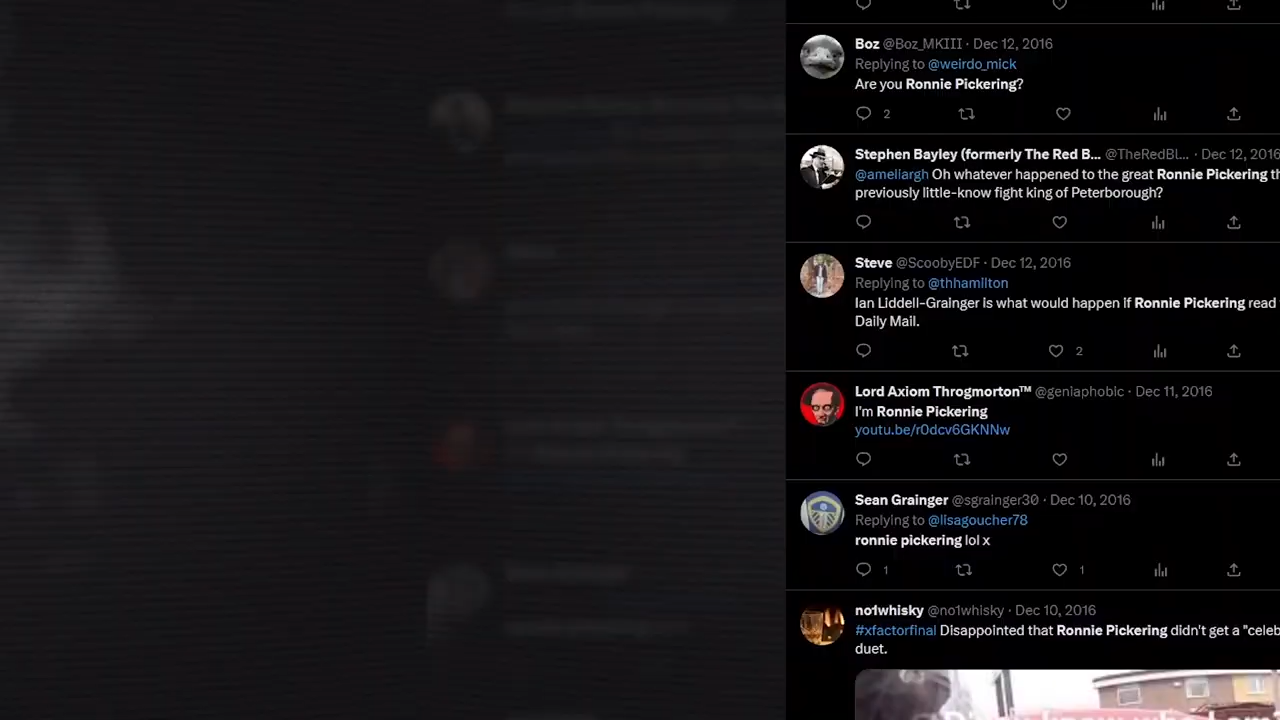 Boz @Boz_MKIII · Dec 12, 2016
Replying to @weirdo_mick
Are you Ronnie Pickering?
2
Stephen Bayley (formerly The Red B... @TheRedBl... · Dec 12, 2016
@ameliargh Oh whatever happened to the great Ronnie Pickering th
previously little-know fight king of Peterborough?
Steve @ScoobyEDF · Dec 12, 2016
Replying to @thhamilton
Ian Liddell-Grainger is what would happen if Ronnie Pickering read
Daily Mail.
2
Lord Axiom Throgmorton™ @geniaphobic · Dec 11, 2016
I'm Ronnie Pickering
youtu.be/r0dcv6GKNNw
Sean Grainger @sgrainger30 · Dec 10, 2016
Replying to @lisagoucher78
ronnie pickering lol x
1 1
no1whisky @no1whisky · Dec 10, 2016
#xfactorfinal Disappointed that Ronnie Pickering didn't get a "celeb
duet.